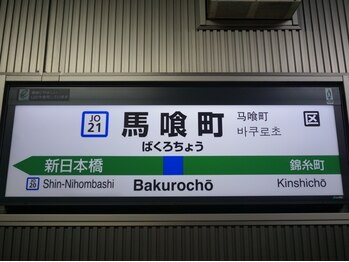 JO
21
馬喰町
ばくろちょう
马喰町
바쿠로초
区
新日本橋
錦糸町
JO
20
Shin-Nihombashi
Bakurochō
Kinshichō